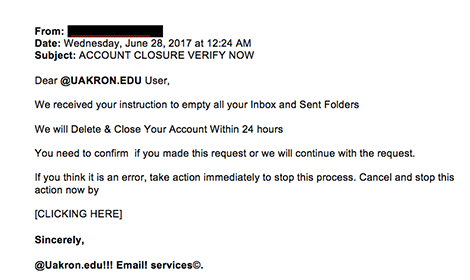 From:
Date: Wednesday, June 28, 2017 at 12:24 AM
Subject: ACCOUNT CLOSURE VERIFY NOW
Dear @UAKRON.EDU User,
We received your instruction to empty all your Inbox and Sent Folders
We will Delete & Close Your Account Within 24 hours
You need to confirm if you made this request or we will continue with the request.
If you think it is an error, take action immediately to stop this process. Cancel and stop this
action now by
[CLICKING HERE]
Sincerely,
@Uakron.edu!!! Email! services©.